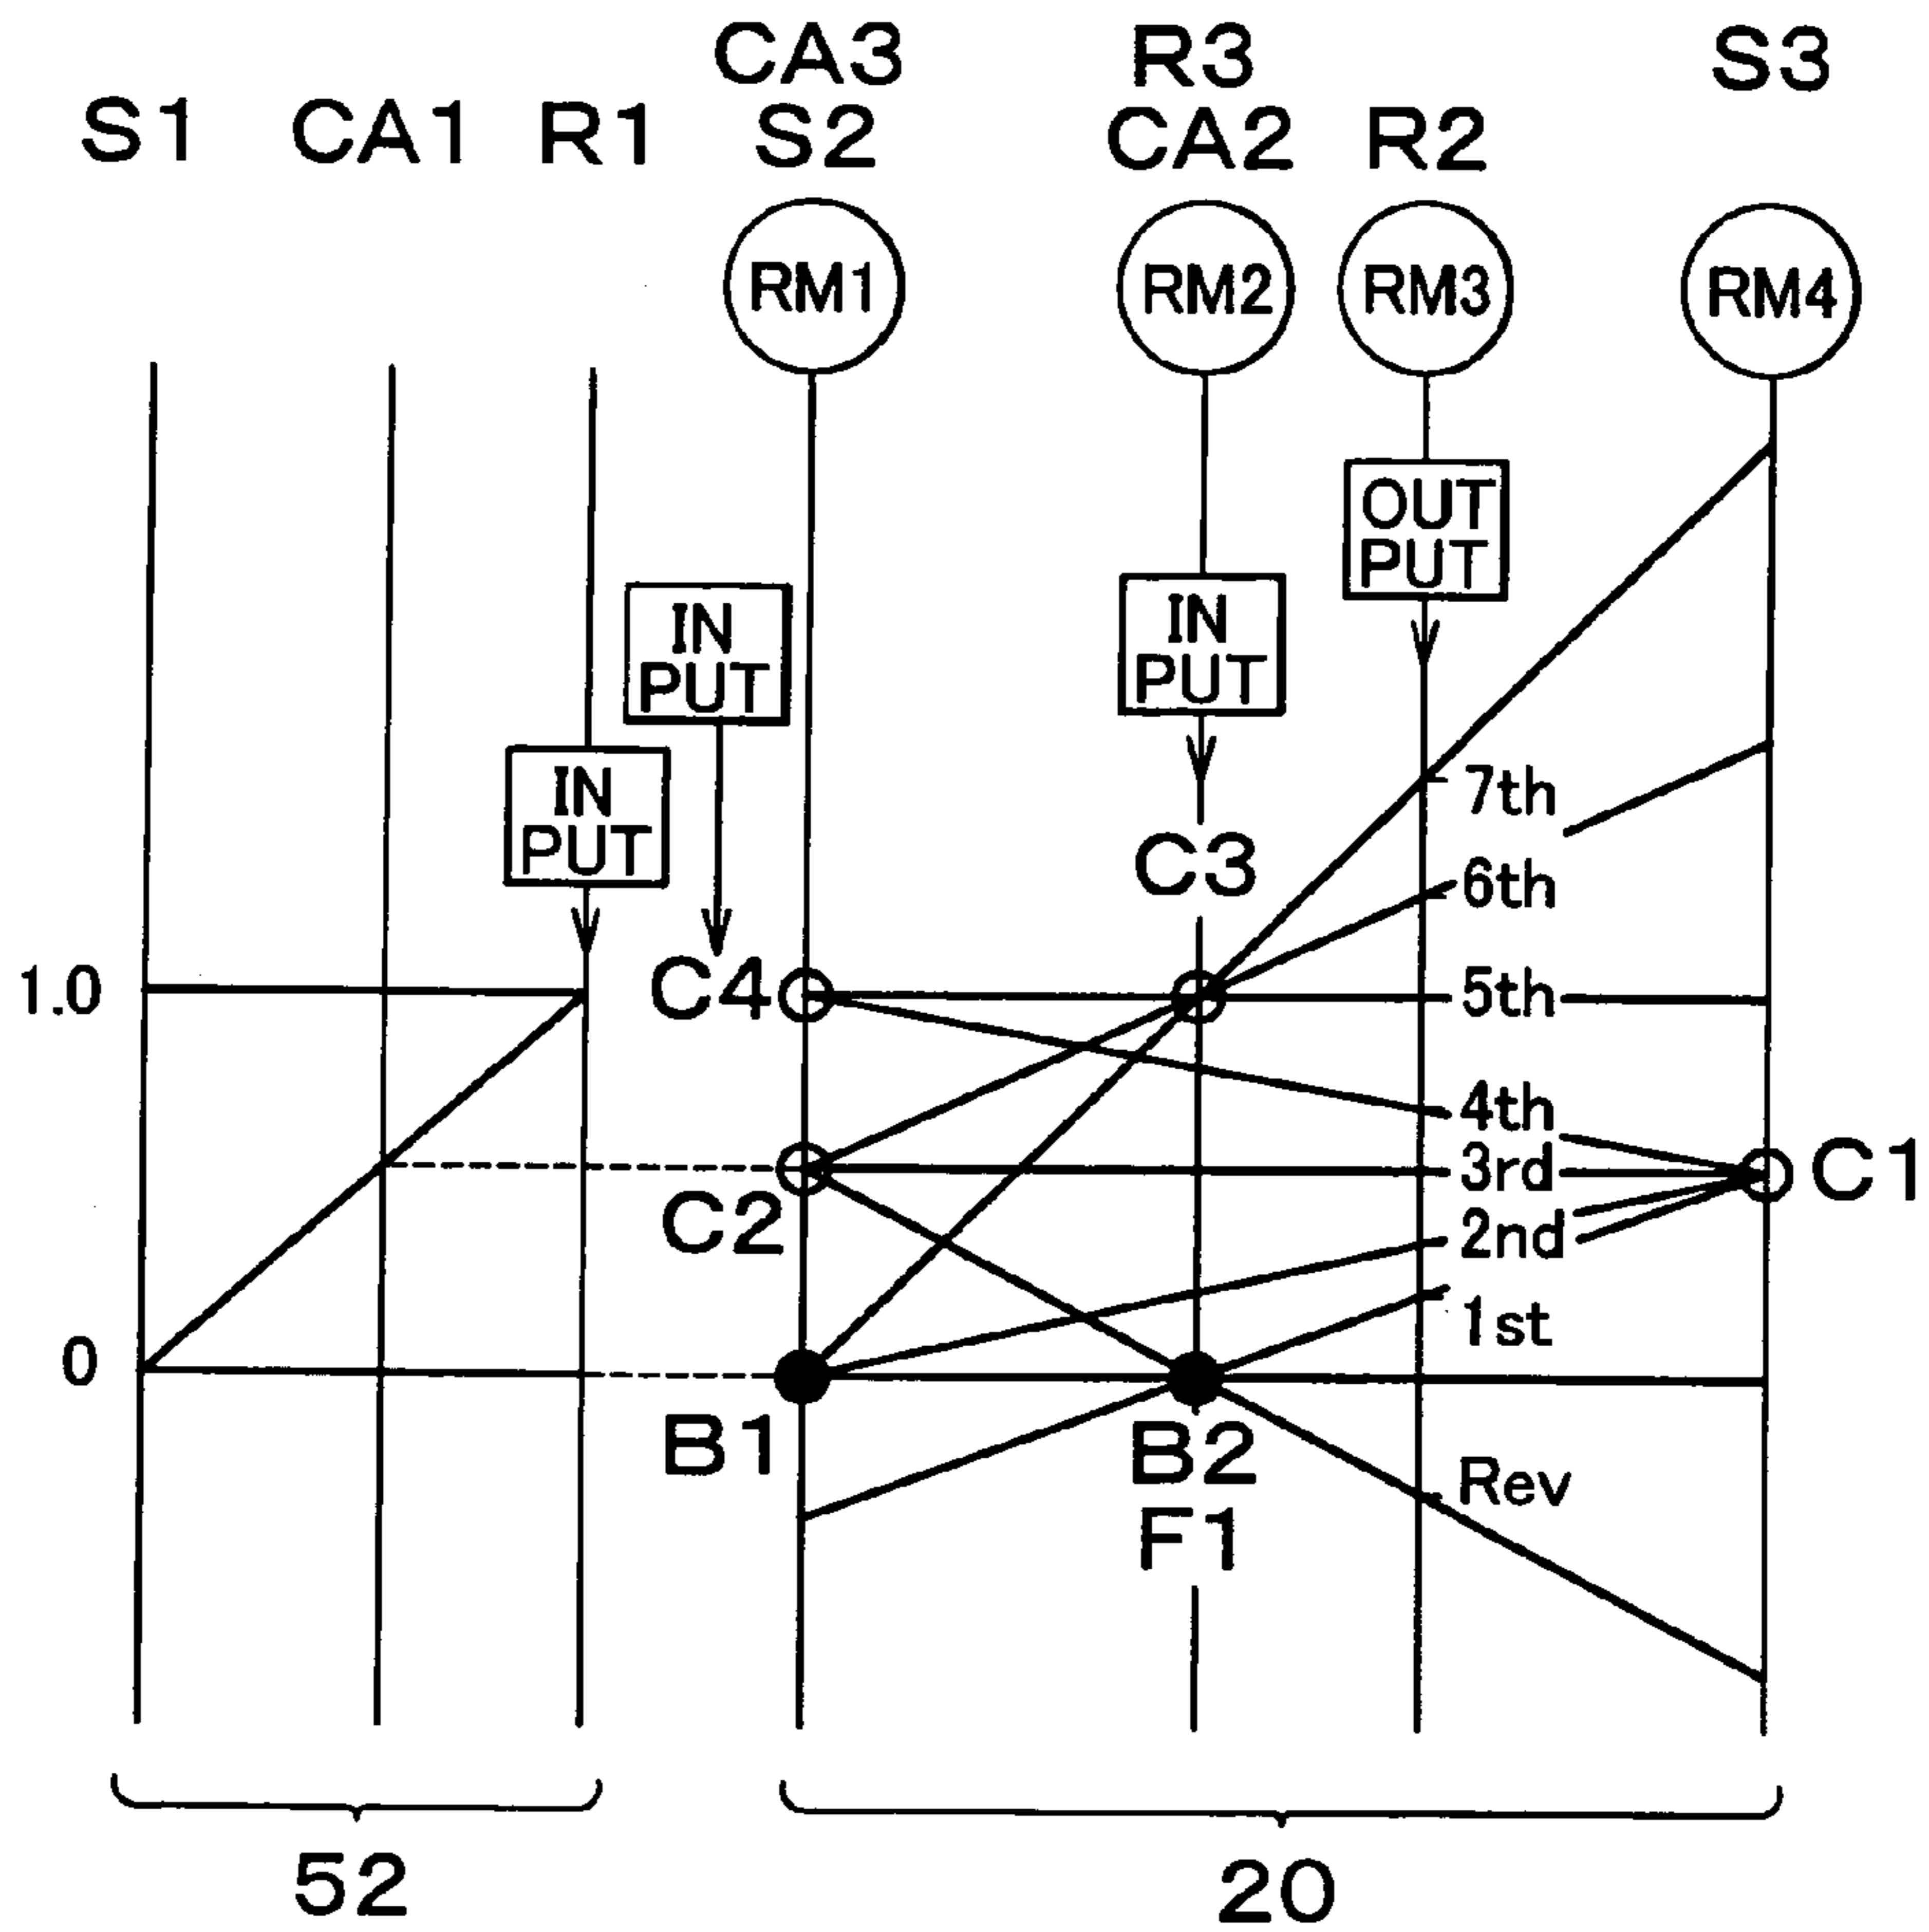 CA3 R3 S3
S1 CA1 R1 S2 CA2 R2
RM1 RM2 RM3 RM4
OUT
PUT
IN
PUT
IN
PUT
IN
PUT
7th
C3
6th
1.0 C4 5th
4th
3rd C1
C2 2nd
1st
0
B1 B2
F1
Rev
52 20